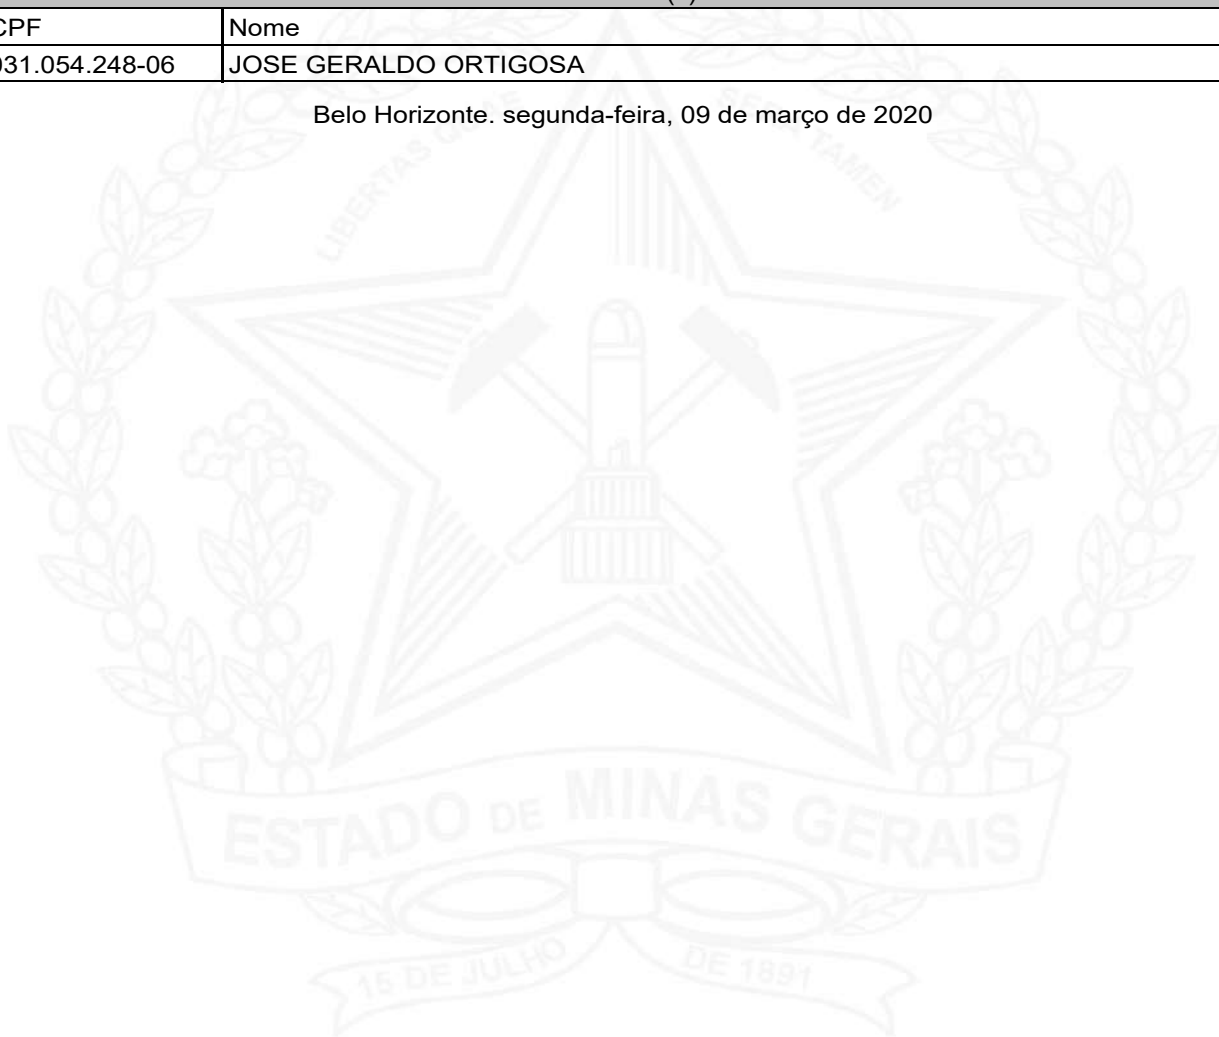 CPF Nome
031.054.248-06 JOSE GERALDO ORTIGOSA
Belo Horizonte. segunda-feira, 09 de março de 2020
LIBERTAS QUAE SERA TAMEN
ESTADO DE MINAS GERAIS
15 DE JULHO DE 1891